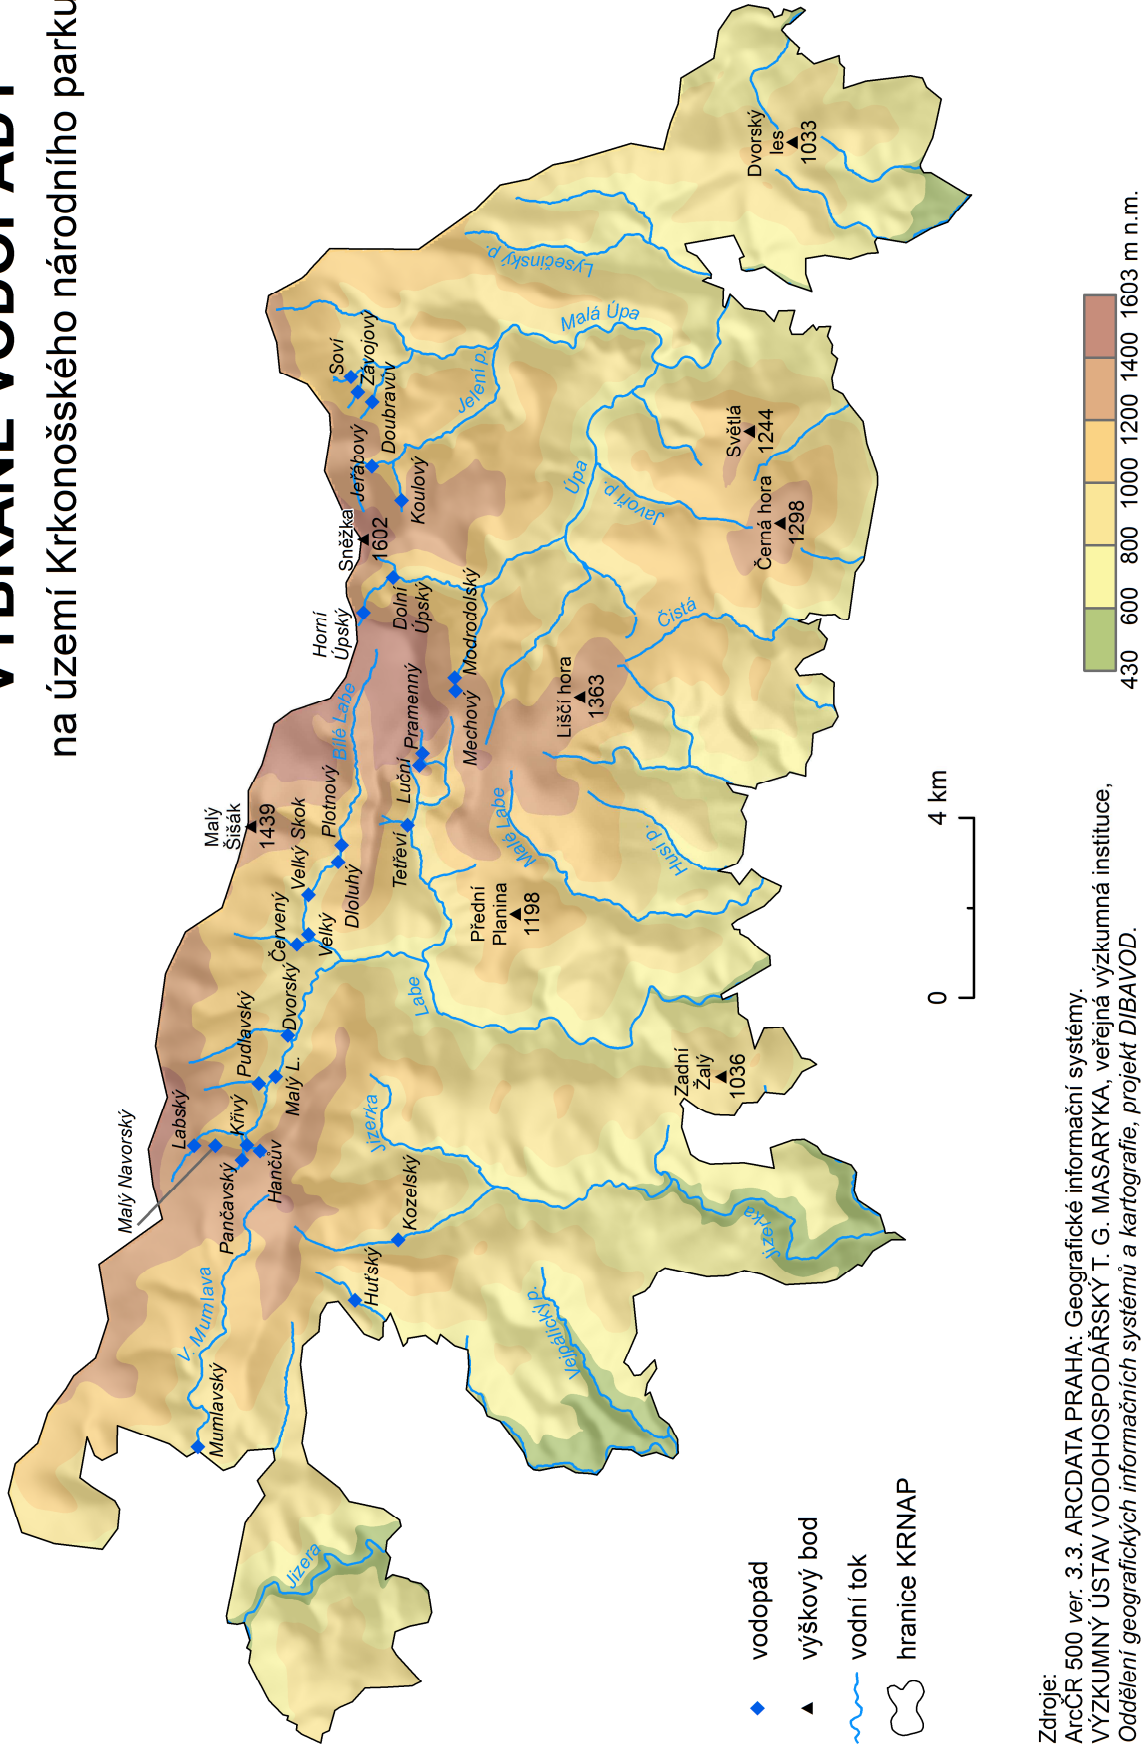 VYBRANÉ VODOPÁDY
na území Krkonošského národního parku
Malý Navorský
Labský
Křivý
Pančavský
Hančův
Pudlavský
Malý L.
Dvorský
Červený
Velký
Velký Skok
Dloluhý
Plotnový
Malý
Šišák
1439
Bílé Labe
Horní
Úpský
Dolní
Úpský
Sněžka
1602
Jeřábový
Koulový
Soví
Závojový
Doubravův
Jelení p.
Malá Úpa
Lysečinský p.
Dvorský
les
1033
V. Mumlava
Mumlavský
Huťský
Kozelský
Jizerka
Labe
Tetřeví
Luční
Pramenný
Mechový
Modrodolský
Přední
Planina
1198
Malé Labe
Liščí hora
1363
Úpa
Javoří p.
Čistá
Světlá
1244
Černá hora
1298
Husí p.
Zadní
Žalý
1036
Jizerka
Vejpálický p.
Jizera
vodopád
výškový bod
vodní tok
hranice KRNAP
0
4 km
430
600
800
1000
1200
1400
1603 m n.m.
Zdroje:
ArcČR 500 ver. 3.3. ARCDATA PRAHA: Geografické informační systémy.
VÝZKUMNÝ ÚSTAV VODOHOSPODÁŘSKÝ T. G. MASARYKA, veřejná výzkumná instituce,
Oddělení geografických informačních systémů a kartografie, projekt DIBAVOD.